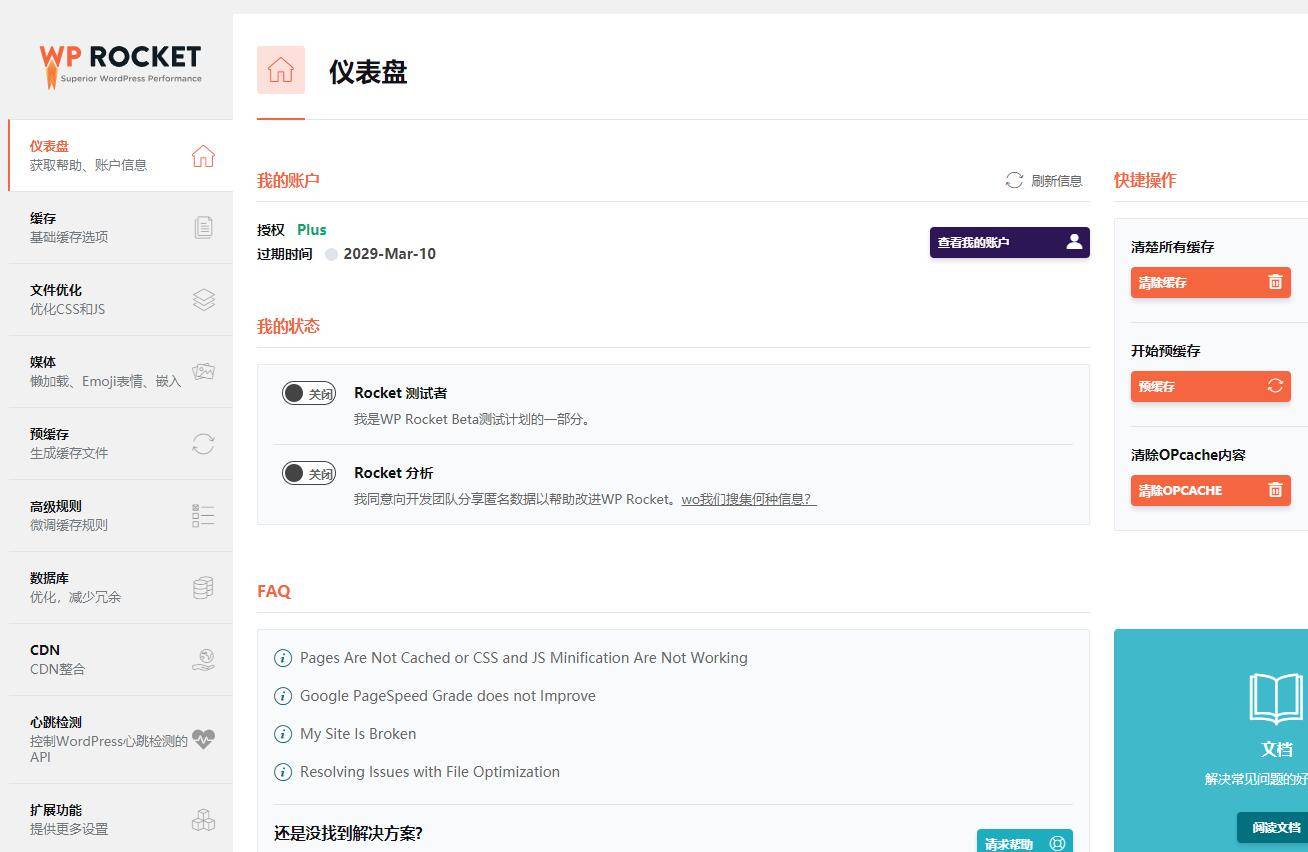 WP ROCKET
Superior WordPress Performance
仪表盘
获取帮助、账户信息
缓存
基础缓存选项
文件优化
优化CSS和JS
媒体
懒加载、Emoji表情、嵌入
预缓存
生成缓存文件
高级规则
微调缓存规则
数据库
优化，减少冗余
CDN
CDN整合
心跳检测
控制WordPress心跳检测的
API
扩展功能
提供更多设置
仪表盘
我的账户
刷新信息
授权 Plus
过期时间 2029-Mar-10
查看我的账户
我的状态
关闭 Rocket 测试者
我是WP Rocket Beta测试计划的一部分。
关闭 Rocket 分析
我同意向开发团队分享匿名数据以帮助改进WP Rocket。wo我们搜集何种信息？
FAQ
Pages Are Not Cached or CSS and JS Minification Are Not Working
Google PageSpeed Grade does not Improve
My Site Is Broken
Resolving Issues with File Optimization
还是没找到解决方案?
请求帮助
快捷操作
清楚所有缓存
清除缓存
开始预缓存
预缓存
清除OPcache内容
清除OPCACHE
文档
解决常见问题的好
阅读文档